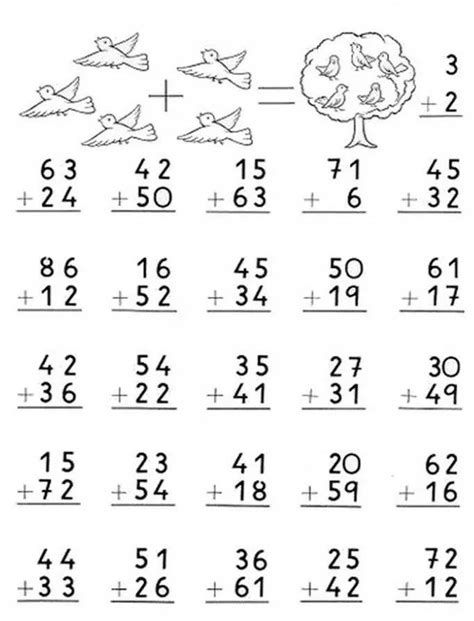 + = 3
+ 2
63 42 15 71 45
+ 24 + 50 + 63 + 6 + 32
86 16 45 50 61
+ 12 + 52 + 34 + 19 + 17
42 54 35 27 30
+ 36 + 22 + 41 + 31 + 49
15 23 41 20 62
+ 72 + 54 + 18 + 59 + 16
44 51 36 25 72
+ 33 + 26 + 61 + 42 + 12